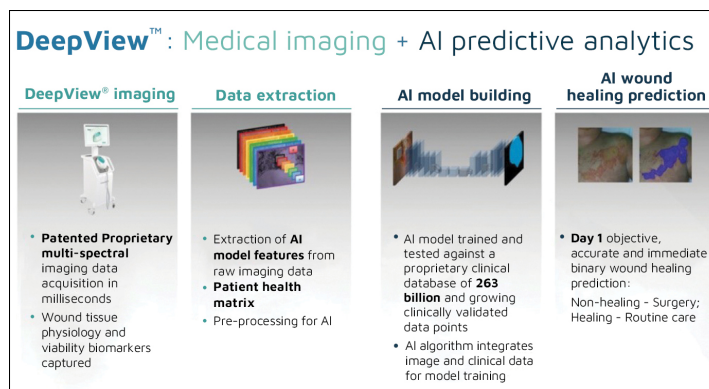 DeepView™: Medical imaging + AI predictive analytics
DeepView® imaging
• Patented Proprietary
multi-spectral
imaging data
acquisition in
milliseconds
• Wound tissue
physiology and
viability biomarkers
captured
Data extraction
• Extraction of AI
model features from
raw imaging data
• Patient health
matrix
• Pre-processing for AI
AI model building
• AI model trained and
tested against a
proprietary clinical
database of 263
billion and growing
clinically validated
data points
• AI algorithm integrates
image and clinical data
for model training
AI wound
healing prediction
• Day 1 objective,
accurate and immediate
binary wound healing
prediction:
Non-healing - Surgery;
Healing - Routine care